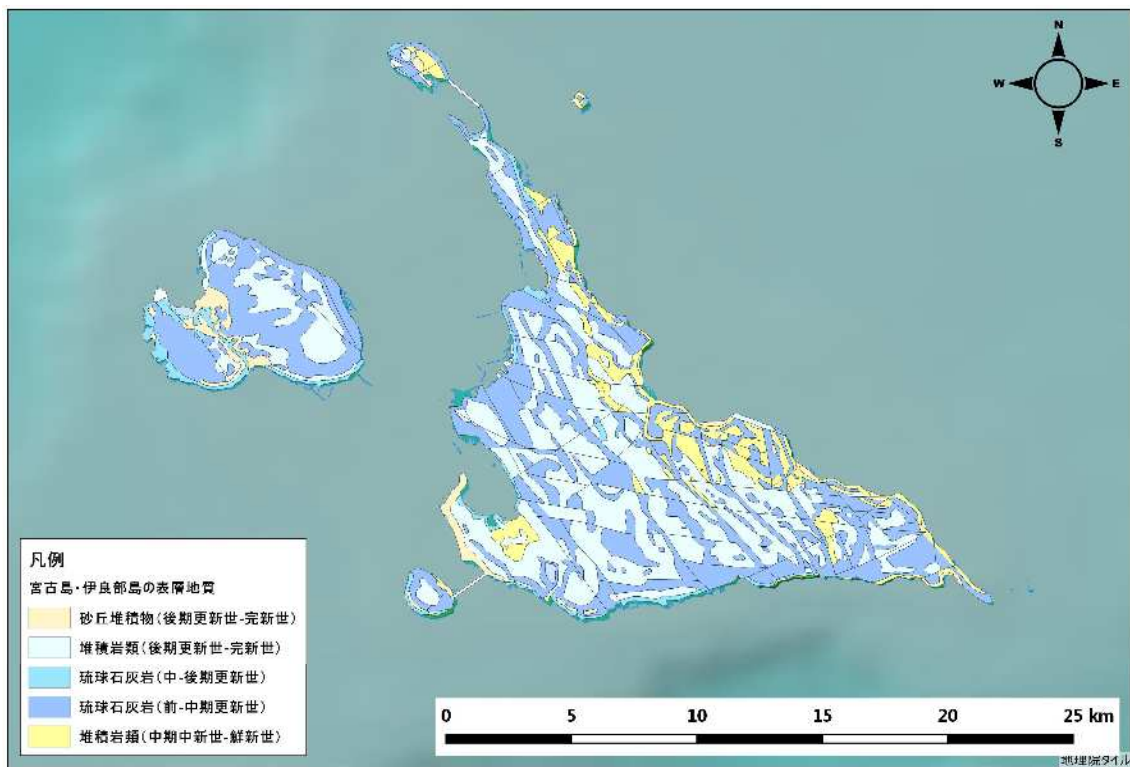 N
W E
S
凡例
宮古島・伊良部島の表層地質
砂丘堆積物(後期更新世-完新世)
堆積岩類(後期更新世-完新世)
琉球石灰岩(中-後期更新世)
琉球石灰岩(前-中期更新世)
堆積岩類(中期中新世-鮮新世)
0 5 10 15 20 25 km
地理院タイル